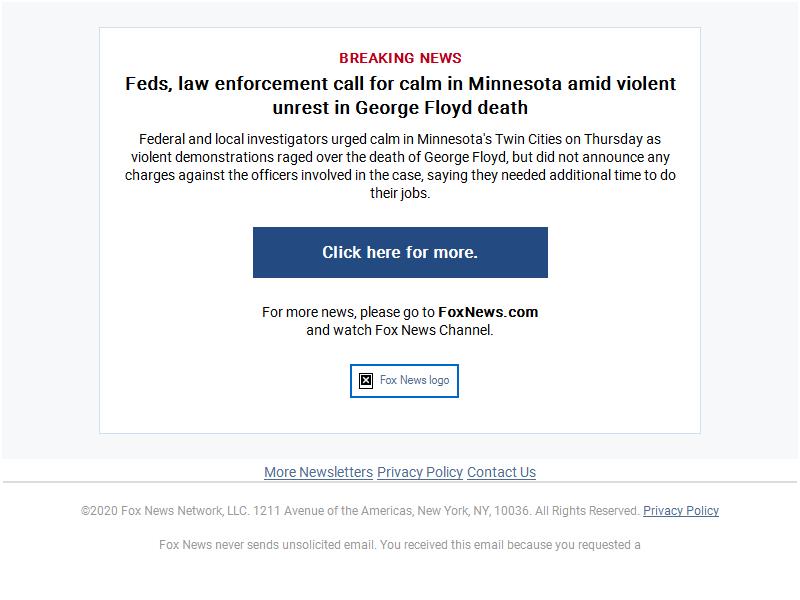 BREAKING NEWS
Feds, law enforcement call for calm in Minnesota amid violent
unrest in George Floyd death
Federal and local investigators urged calm in Minnesota's Twin Cities on Thursday as
violent demonstrations raged over the death of George Floyd, but did not announce any
charges against the officers involved in the case, saying they needed additional time to do
their jobs.
Click here for more.
For more news, please go to FoxNews.com
and watch Fox News Channel.
Fox News logo
More Newsletters Privacy Policy Contact Us
©2020 Fox News Network, LLC. 1211 Avenue of the Americas, New York, NY, 10036. All Rights Reserved. Privacy Policy
Fox News never sends unsolicited email. You received this email because you requested a